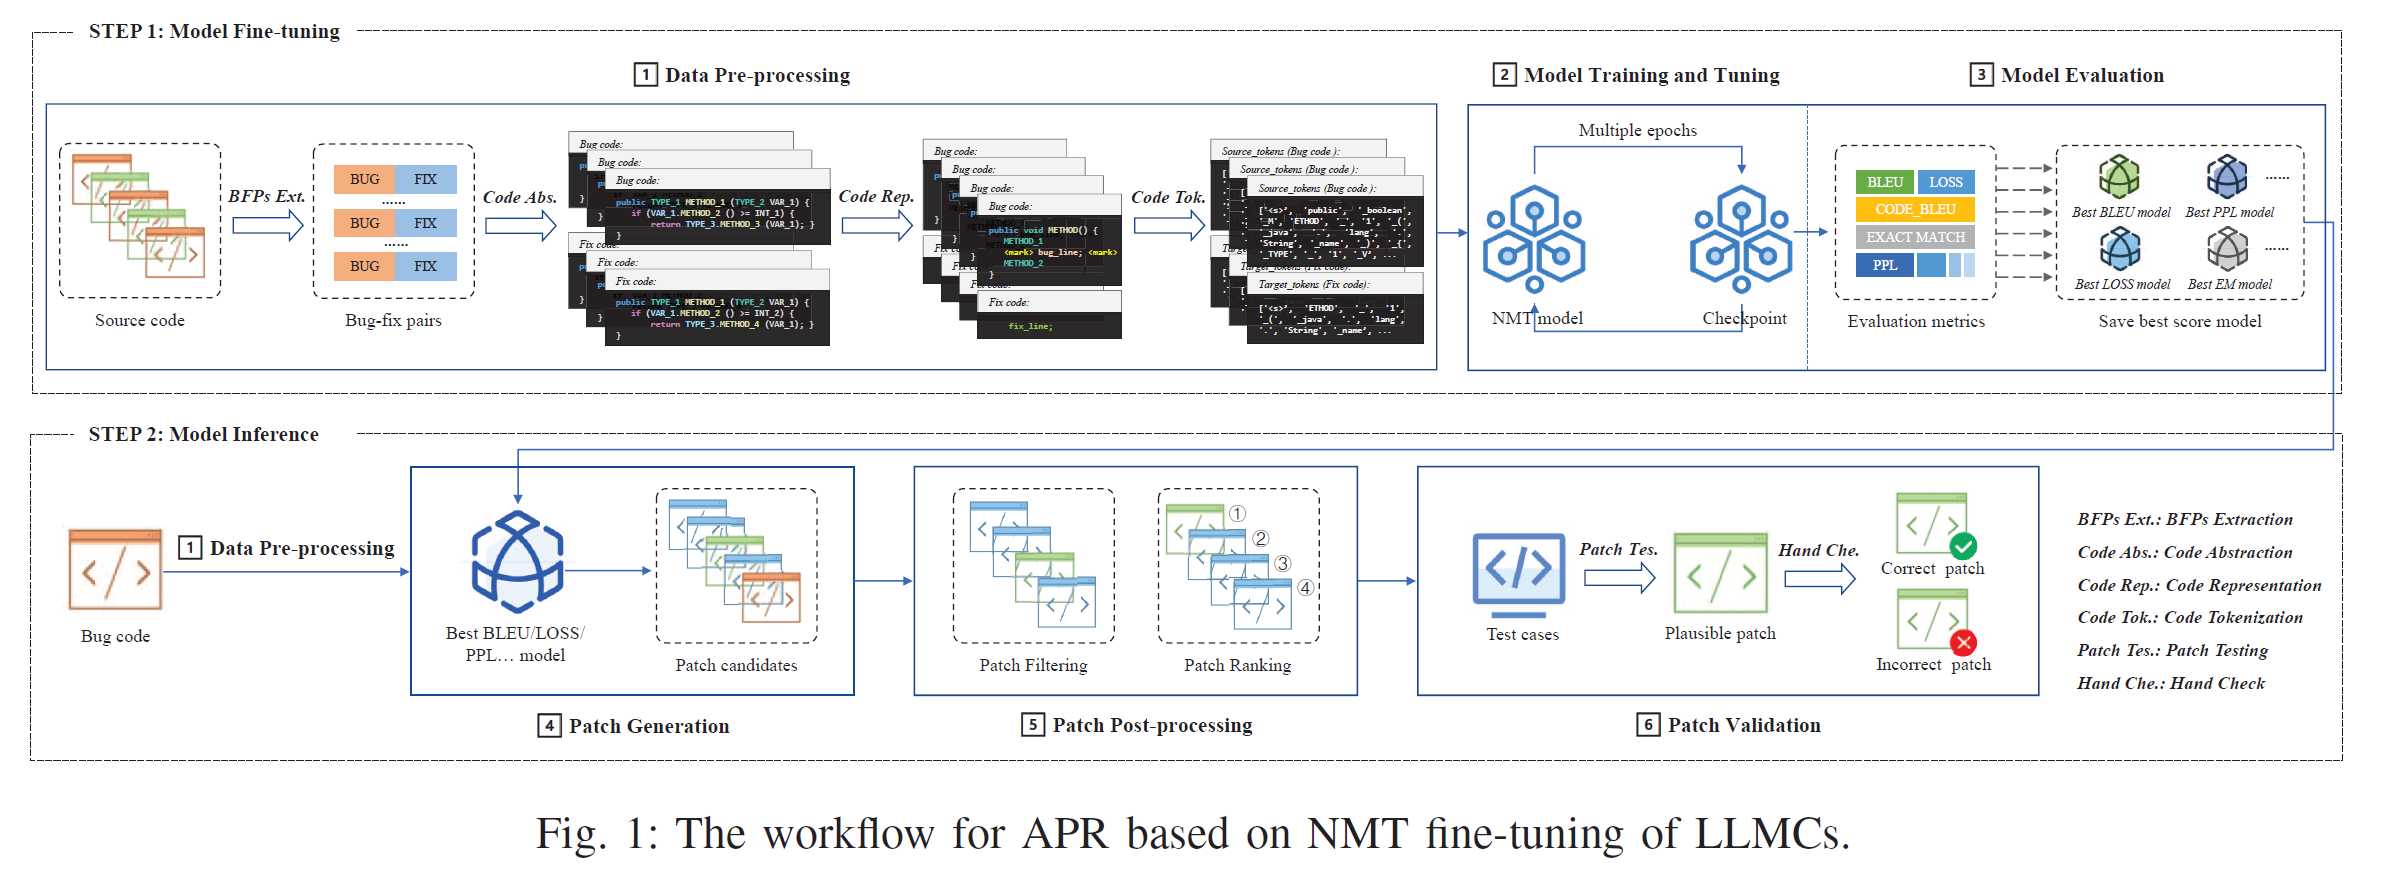 STEP 1: Model Fine-tuning
1 Data Pre-processing
2 Model Training and Tuning
3 Model Evaluation
Source code
BFPs Ext.
BUG FIX
......
BUG FIX
......
BUG FIX
Bug-fix pairs
Code Abs.
Bug code:
Bug code:
Bug code:
public TYPE_1 METHOD_1 (TYPE_2 VAR_1) {
if (VAR_1.METHOD_2 () >= INT_1) {
return TYPE_3.METHOD_3 (VAR_1); }
}
Fix code:
Fix code:
Fix code:
public TYPE_1 METHOD_1 (TYPE_2 VAR_1) {
if (VAR_1.METHOD_2 () >= INT_2) {
return TYPE_3.METHOD_4 (VAR_1); }
}
Code Rep.
Bug code:
Bug code:
Bug code:
Bug code:
public void METHOD() {
METHOD_1
<mark> bug_line; <mark>
METHOD_2
}
Fix code:
fix_line;
Code Tok.
Source_tokens (Bug code ):
Source_tokens (Bug code ):
Source_tokens (Bug code ):
['<s>', 'public', '_boolean',
'_M', 'ETHOD', '_', '1', '_(',
'_java', '.', 'lang', '.',
'String', '_name', '_)', '_{',
'_TYPE', '_', '1', '_V', ...
Target_tokens (Fix code):
Target_tokens (Fix code):
['<s>', 'ETHOD', '_', '1',
'_(', '_java', '.', 'lang',
'.', 'String', '_name', ...
Multiple epochs
NMT model
Checkpoint
BLEU LOSS
CODE_BLEU
EXACT MATCH
PPL
Evaluation metrics
Best BLEU model
Best PPL model
......
Best LOSS model
Best EM model
......
Save best score model
STEP 2: Model Inference
Bug code
1 Data Pre-processing
Best BLEU/LOSS/
PPL... model
Patch candidates
4 Patch Generation
Patch Filtering
①
②
③
④
Patch Ranking
5 Patch Post-processing
Test cases
Patch Tes.
Plausible patch
Hand Che.
Correct patch
Incorrect patch
6 Patch Validation
BFPs Ext.: BFPs Extraction
Code Abs.: Code Abstraction
Code Rep.: Code Representation
Code Tok.: Code Tokenization
Patch Tes.: Patch Testing
Hand Che.: Hand Check
Fig. 1: The workflow for APR based on NMT fine-tuning of LLMCs.